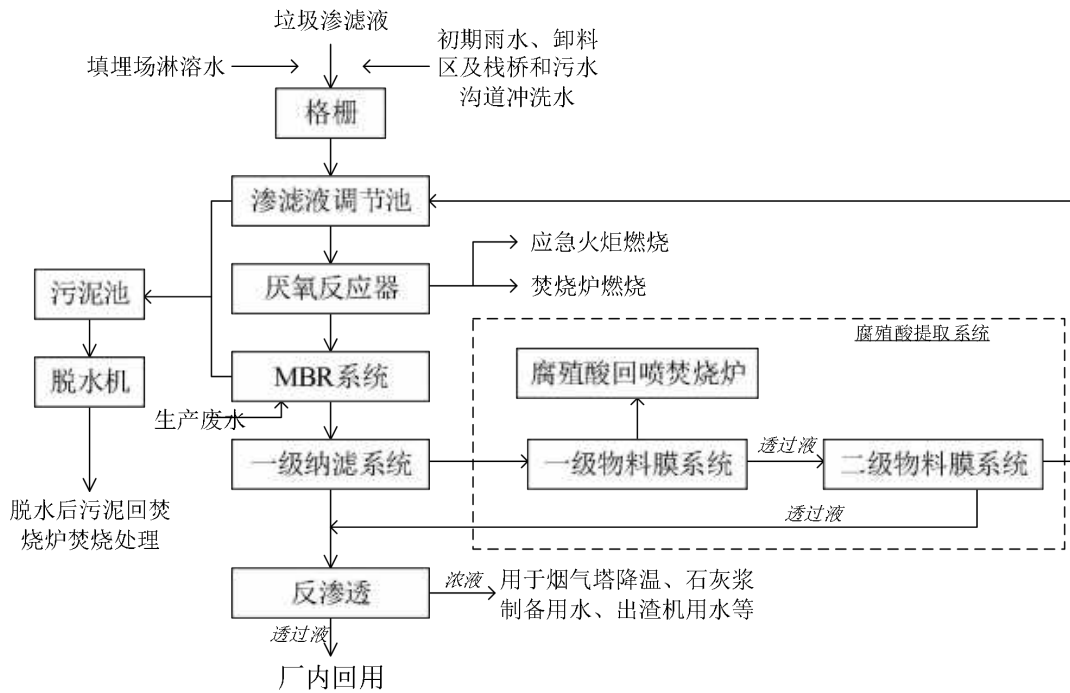 垃圾渗滤液
填埋场淋溶水
初期雨水、卸料
区及栈桥和污水
沟道冲洗水
格栅
渗滤液调节池
应急火炬燃烧
厌氧反应器
焚烧炉燃烧
污泥池
腐殖酸提取系统
脱水机
MBR系统
腐殖酸回喷焚烧炉
生产废水
一级纳滤系统
一级物料膜系统
透过液
二级物料膜系统
透过液
脱水后污泥回焚
烧炉焚烧处理
反渗透
浓液
用于烟气塔降温、石灰浆
制备用水、出渣机用水等
透过液
厂内回用